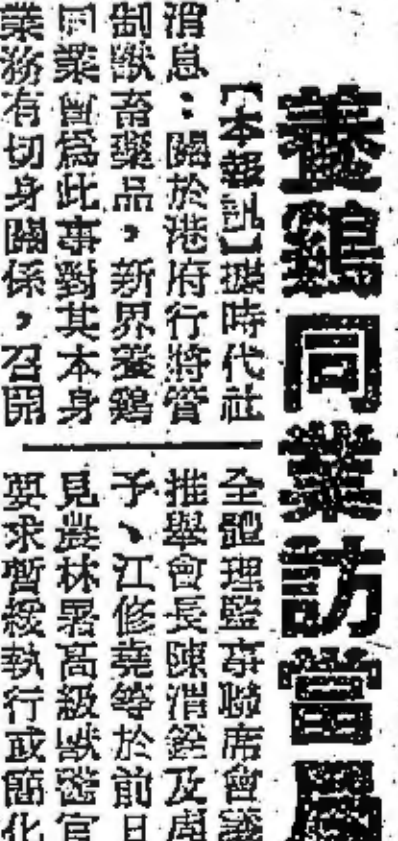 養鷄同業訪當局
【本報訊】據時代社
消息：關於港府行將管
制獸畜藥品，新界養鷄
同業曾爲此事對其本身
業務有切身關係，召開
全體理監事聯席會議
推舉會長陳渭銓及
予、江修堯等於前日
見農林署高級獸醫官
要求暫緩執行或簡化